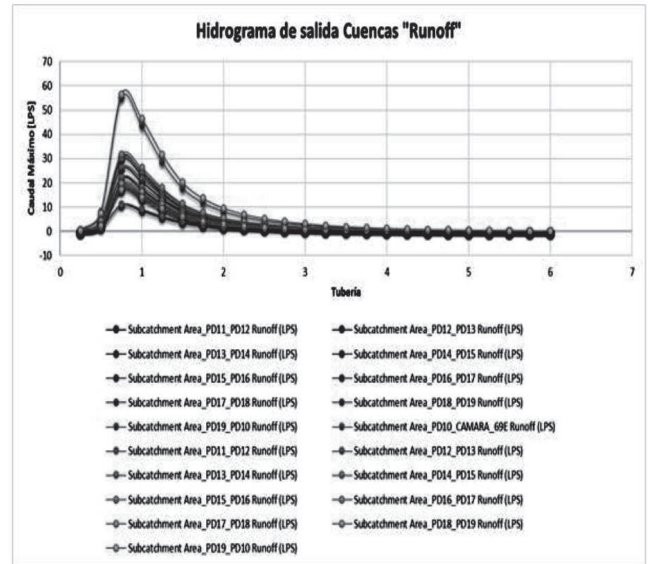 Hidrograma de salida Cuencas "Runoff"
70
60
50
40
30
20
10
0
-10
Caudal Máximo [LPS]
0 1 2 3 4 5 6 7
Tubería
Subcatchment Area_PD11_PD12 Runoff (LPS) Subcatchment Area_PD12_PD13 Runoff (LPS)
Subcatchment Area_PD13_PD14 Runoff (LPS) Subcatchment Area_PD14_PD15 Runoff (LPS)
Subcatchment Area_PD15_PD16 Runoff (LPS) Subcatchment Area_PD16_PD17 Runoff (LPS)
Subcatchment Area_PD17_PD18 Runoff (LPS) Subcatchment Area_PD18_PD19 Runoff (LPS)
Subcatchment Area_PD19_PD10 Runoff (LPS) Subcatchment Area_PD10_CAMARA_69E Runoff (LPS)
Subcatchment Area_PD11_PD12 Runoff (LPS) Subcatchment Area_PD12_PD13 Runoff (LPS)
Subcatchment Area_PD13_PD14 Runoff (LPS) Subcatchment Area_PD14_PD15 Runoff (LPS)
Subcatchment Area_PD15_PD16 Runoff (LPS) Subcatchment Area_PD16_PD17 Runoff (LPS)
Subcatchment Area_PD17_PD18 Runoff (LPS) Subcatchment Area_PD18_PD19 Runoff (LPS)
Subcatchment Area_PD19_PD10 Runoff (LPS)